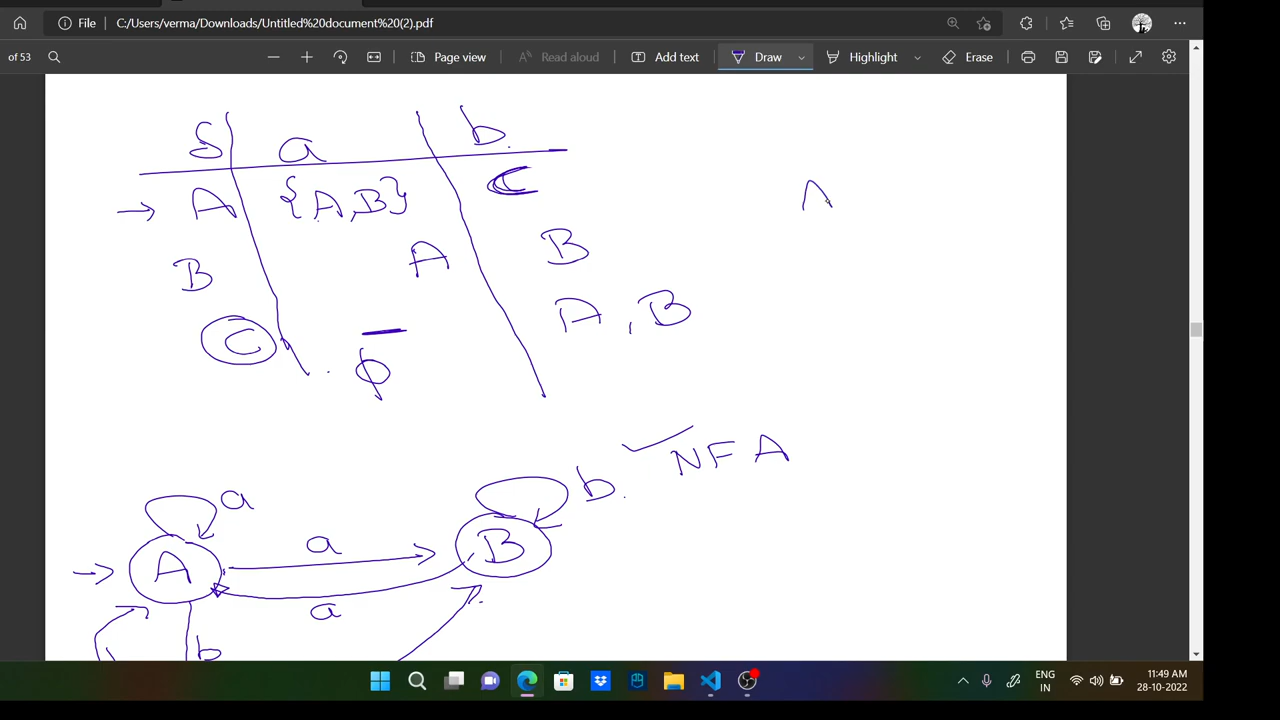 File C:/Users/verma/Downloads/Untitled%20document%20(2).pdf
of 53 Page view Read aloud Add text Draw Highlight Erase
δ a b.
→ A {A,B} C A
B A B
C . ϕ A , B
✓ NFA
a b.
→ A a B
a
b
ENG
IN
11:49 AM
28-10-2022